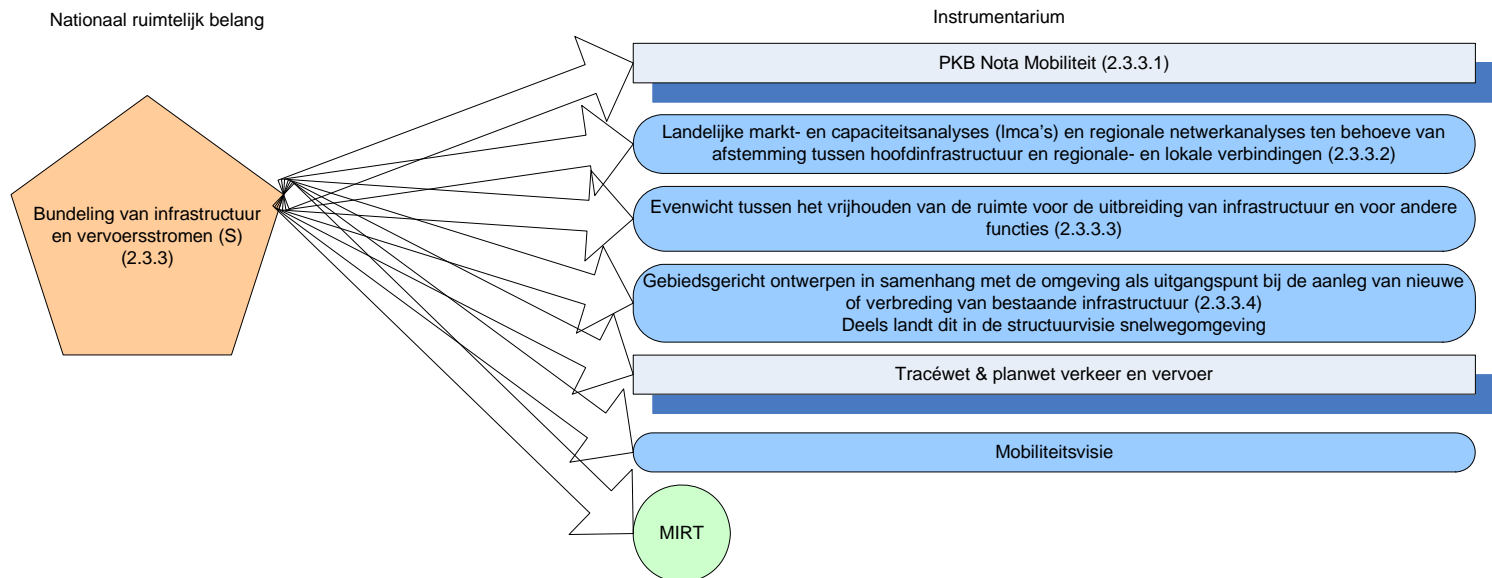 Nationaal ruimtelijk belang
Instrumentarium
Bundeling van infrastructuur
en vervoersstromen (S)
(2.3.3)
PKB Nota Mobiliteit (2.3.3.1)
Landelijke markt- en capaciteitsanalyses (lmca's) en regionale netwerkanalyses ten behoeve van
afstemming tussen hoofdinfrastructuur en regionale- en lokale verbindingen (2.3.3.2)
Evenwicht tussen het vrijhouden van de ruimte voor de uitbreiding van infrastructuur en voor andere
functies (2.3.3.3)
Gebiedsgericht ontwerpen in samenhang met de omgeving als uitgangspunt bij de aanleg van nieuwe
of verbreding van bestaande infrastructuur (2.3.3.4)
Deels landt dit in de structuurvisie snelwegomgeving
Tracéwet & planwet verkeer en vervoer
Mobiliteitsvisie
MIRT